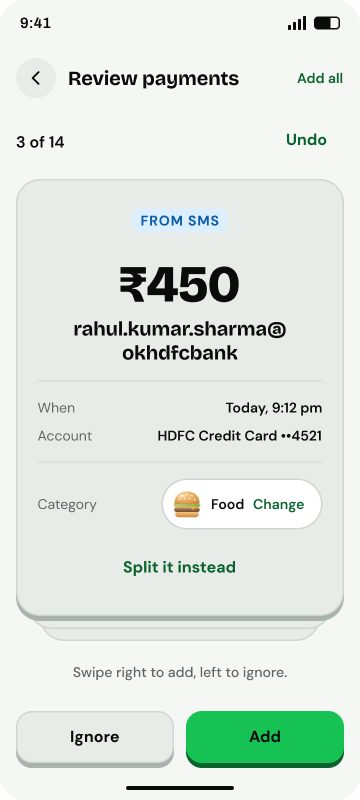 9:41
Review payments
Add all
3 of 14
Undo
FROM SMS
₹450
rahul.kumar.sharma@
okhdfcbank
When
Today, 9:12 pm
Account
HDFC Credit Card ••4521
Category
Food
Change
Split it instead
Swipe right to add, left to ignore.
Ignore
Add